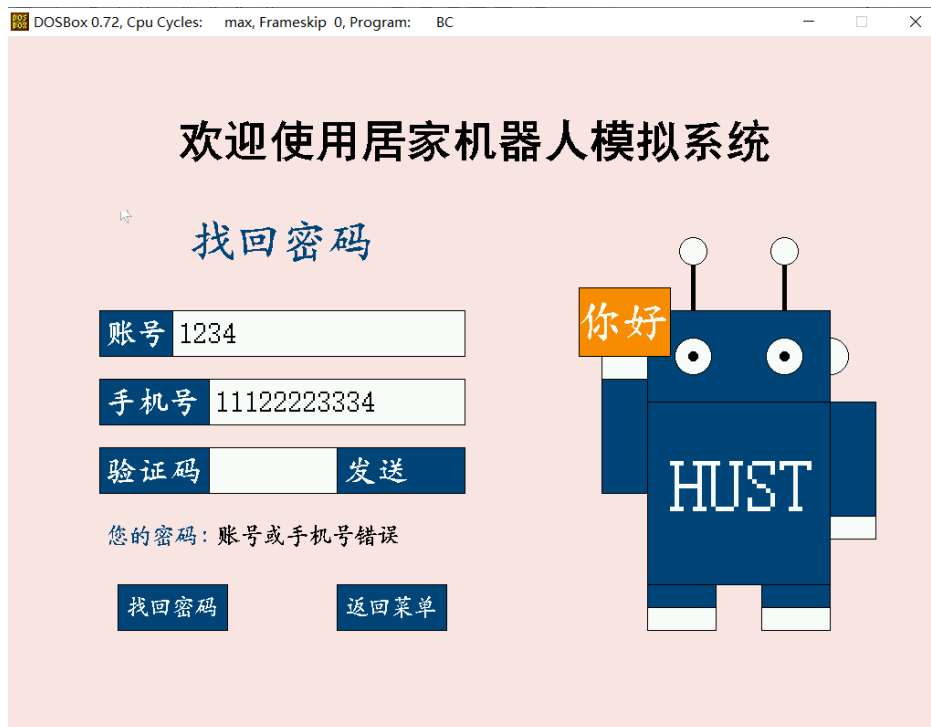 DOSBox 0.72, Cpu Cycles: max, Frameskip 0, Program: BC
欢迎使用居家机器人模拟系统
找回密码
你好
账号 1234
手机号 11122223334
验证码 发送
HUST
您的密码：账号或手机号错误
找回密码 返回菜单